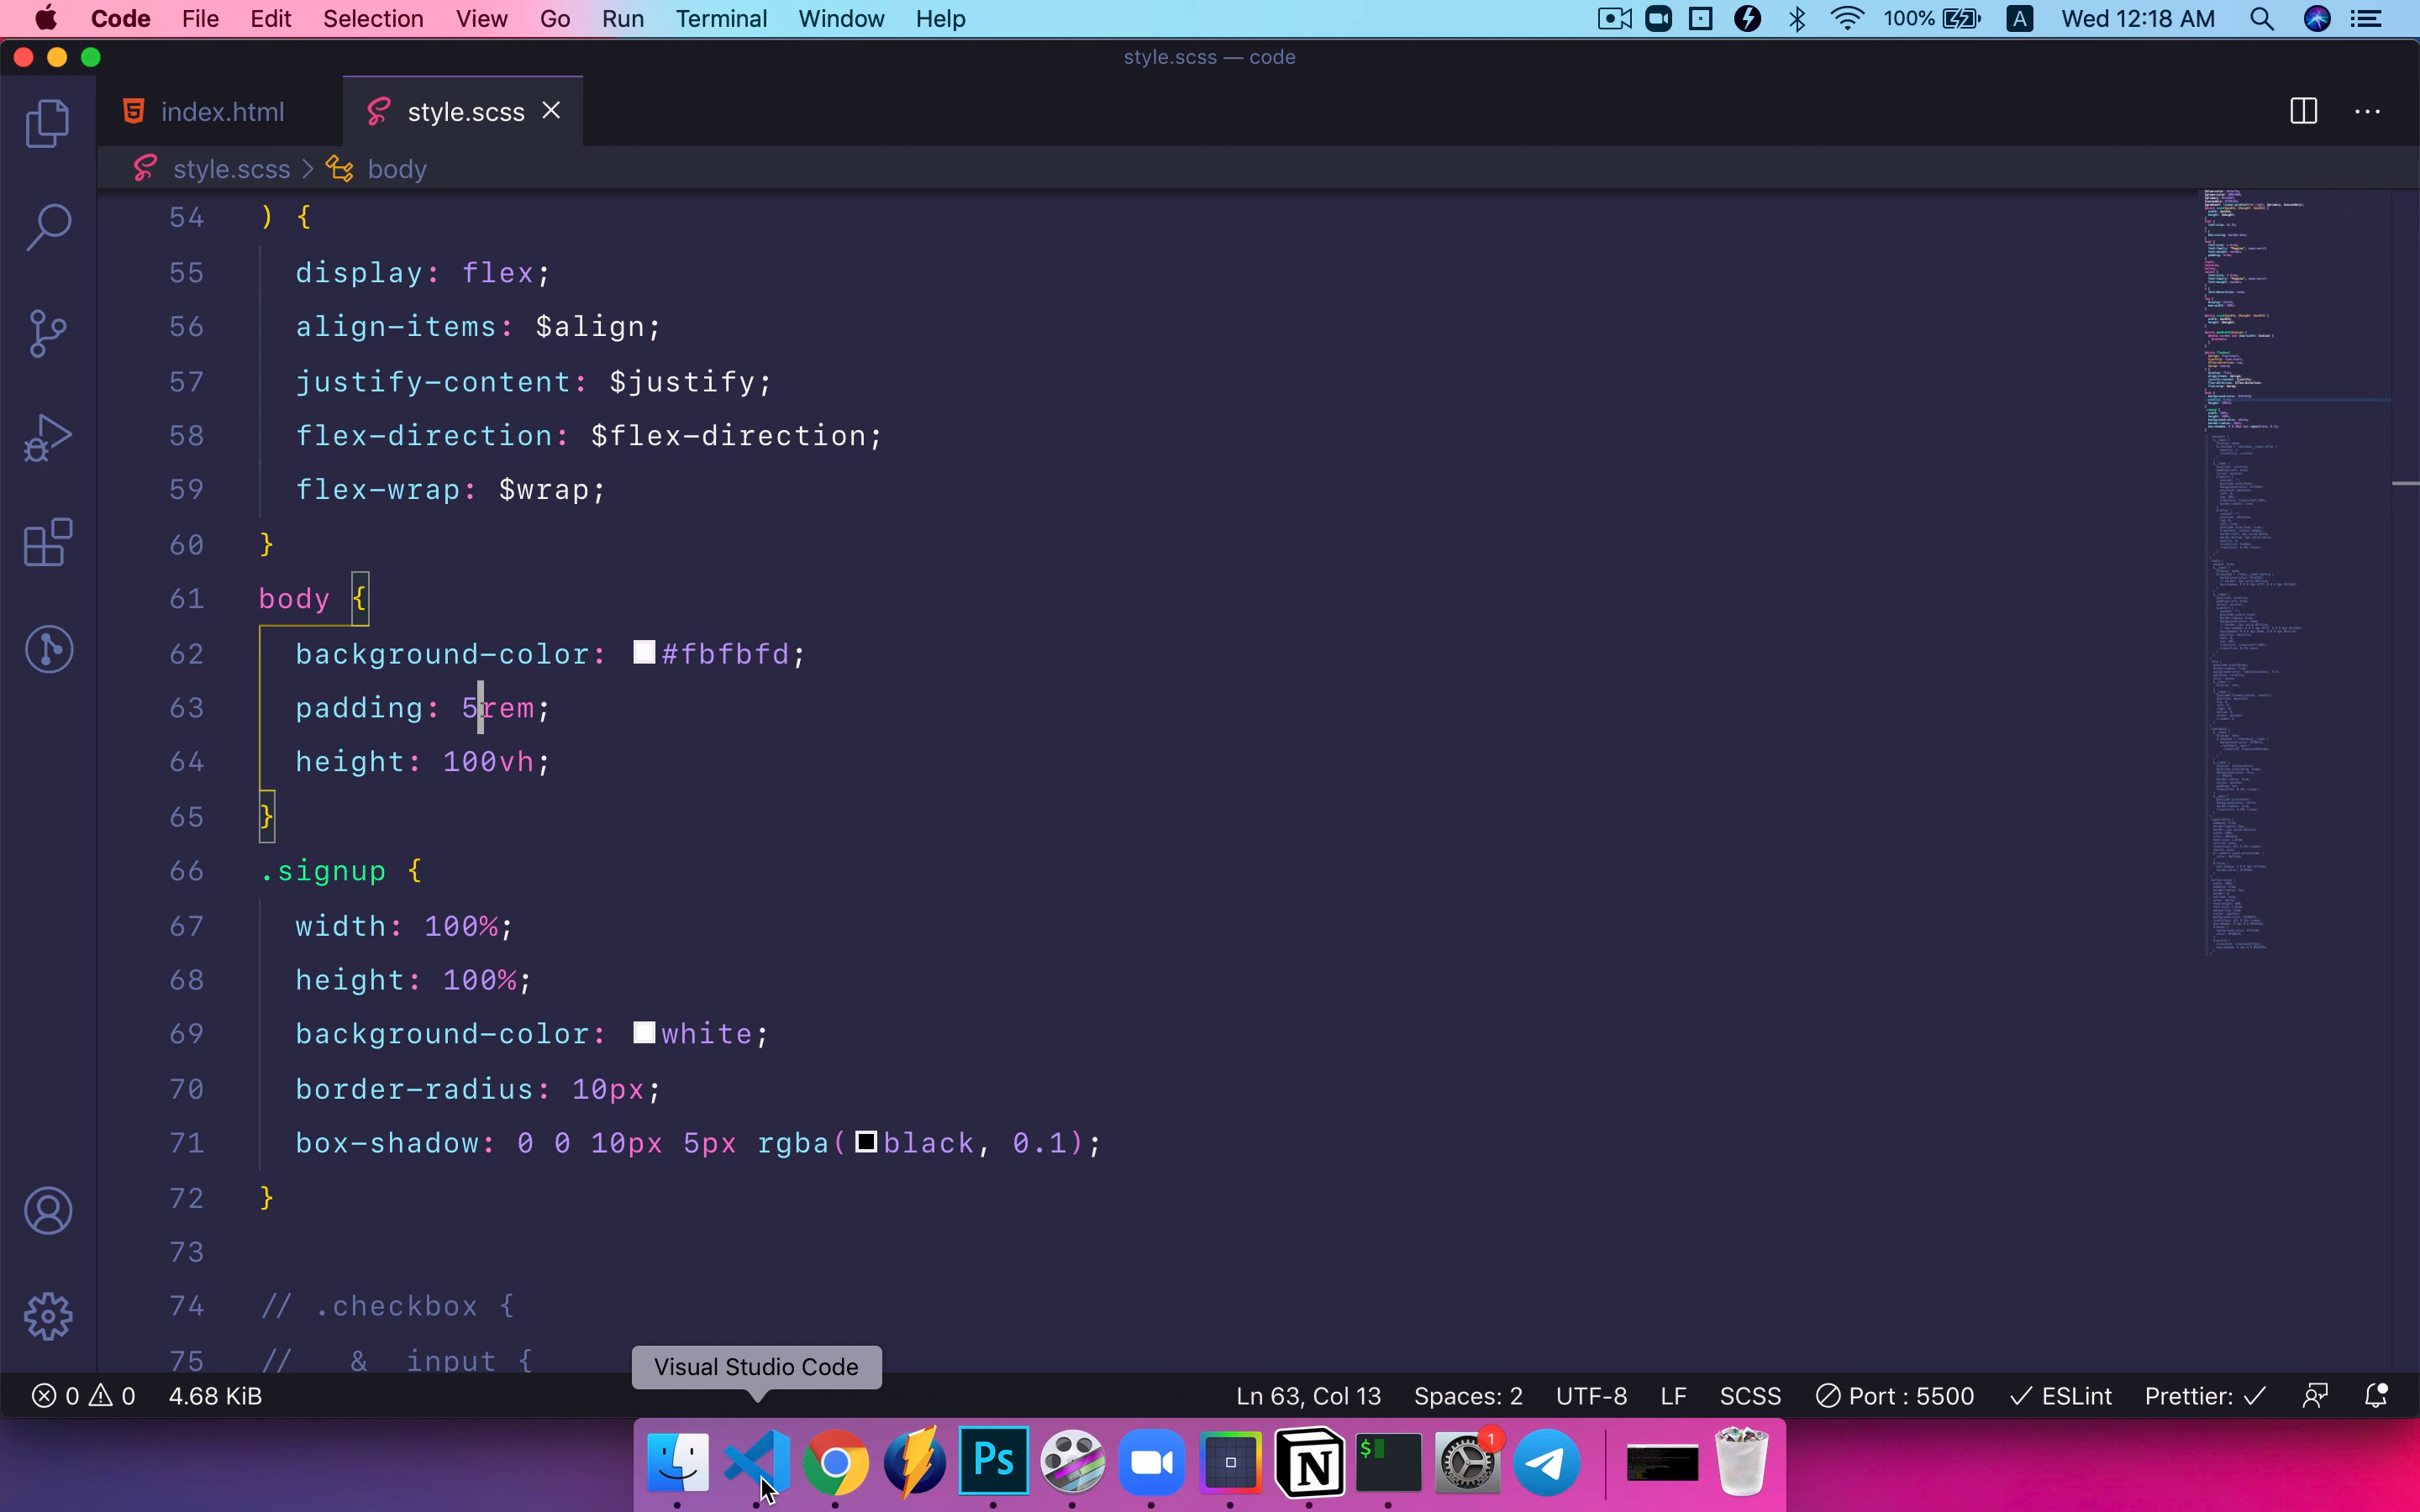 Code File Edit Selection View Go Run Terminal Window Help 100% A Wed 12:18 AM
style.scss — code
index.html style.scss
style.scss > body
54 ) {
55 display: flex;
56 align-items: $align;
57 justify-content: $justify;
58 flex-direction: $flex-direction;
59 flex-wrap: $wrap;
60 }
61 body {
62 background-color: #fbfbfd;
63 padding: 5rem;
64 height: 100vh;
65 }
66 .signup {
67 width: 100%;
68 height: 100%;
69 background-color: white;
70 border-radius: 10px;
71 box-shadow: 0 0 10px 5px rgba(black, 0.1);
72 }
73
74 // .checkbox {
75 // & input {
Visual Studio Code
0 0 4.68 KiB Ln 63, Col 13 Spaces: 2 UTF-8 LF SCSS Port : 5500 ESLint Prettier:
Ps N $ 1